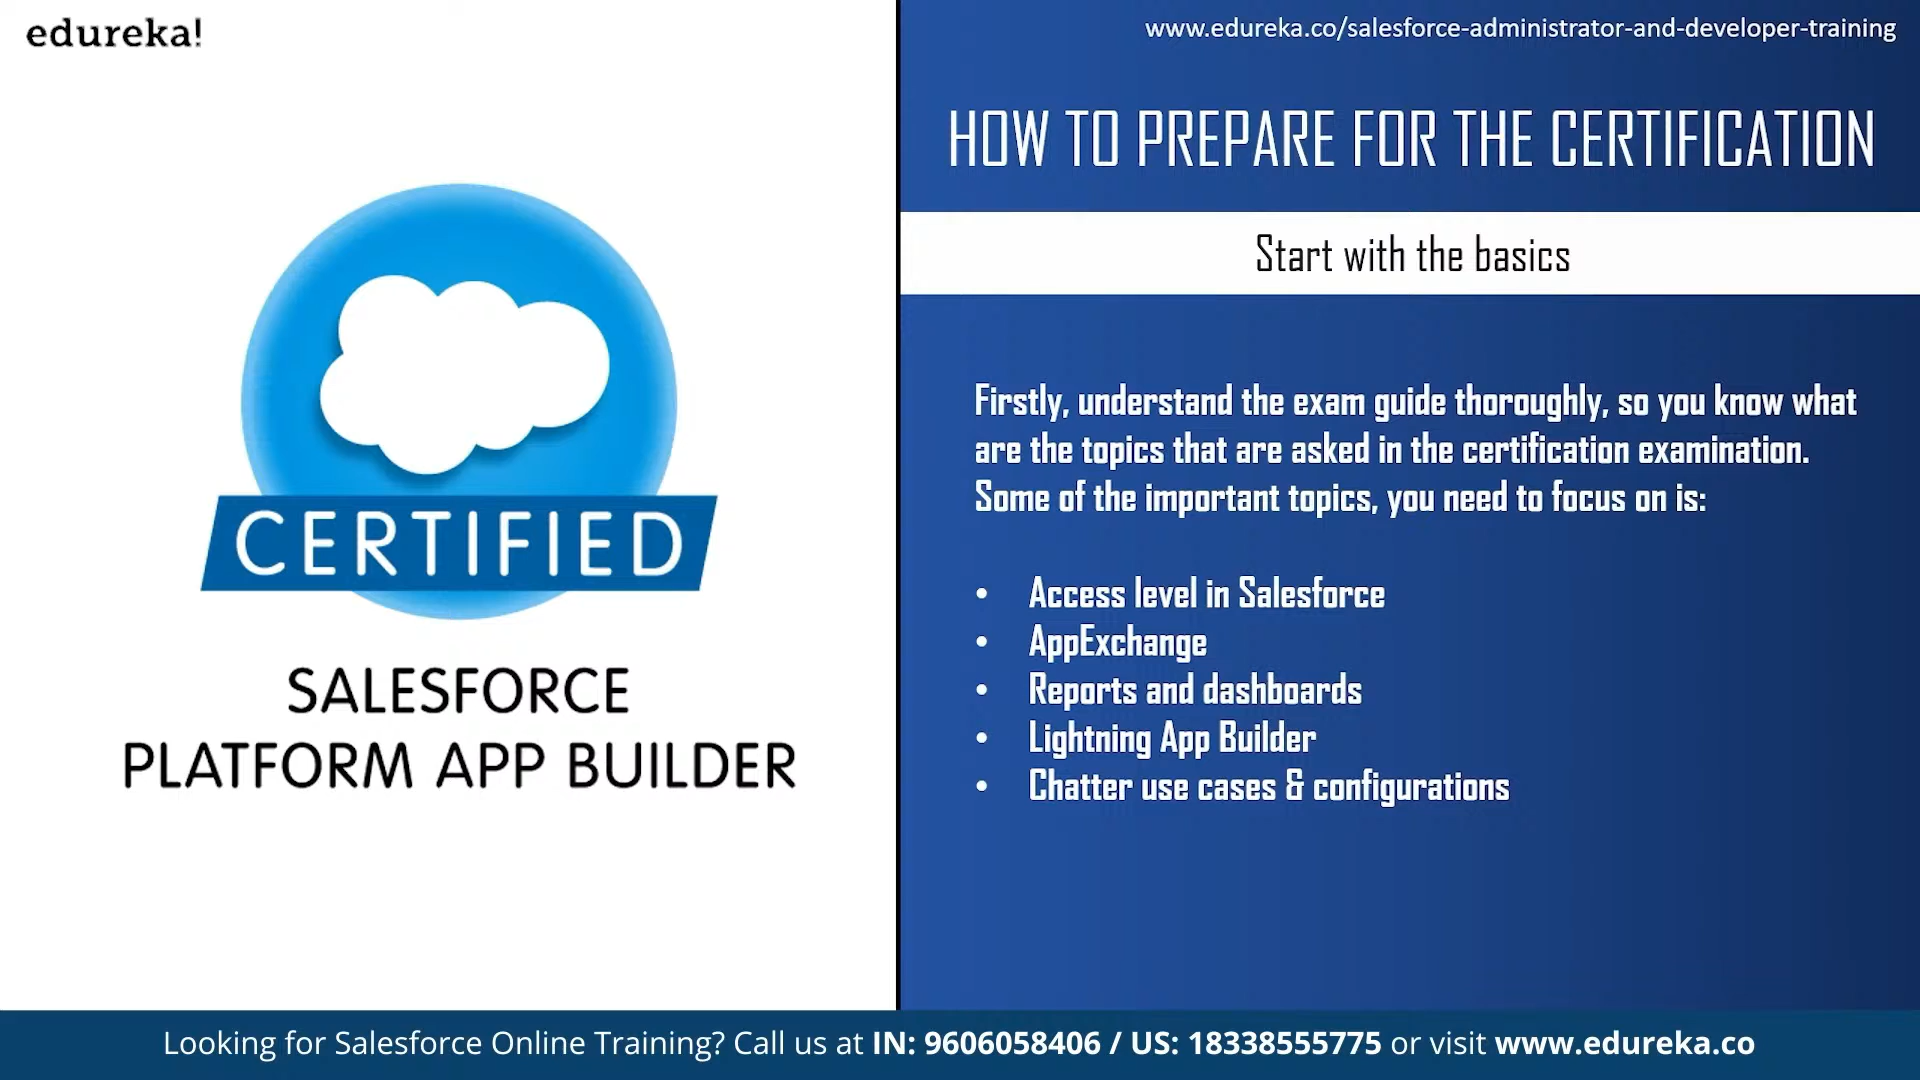 edureka!
www.edureka.co/salesforce-administrator-and-developer-training
HOW TO PREPARE FOR THE CERTIFICATION
Start with the basics
CERTIFIED
SALESFORCE
PLATFORM APP BUILDER
Firstly, understand the exam guide thoroughly, so you know what
are the topics that are asked in the certification examination.
Some of the important topics, you need to focus on is:
• Access level in Salesforce
• AppExchange
• Reports and dashboards
• Lightning App Builder
• Chatter use cases & configurations
Looking for Salesforce Online Training? Call us at IN: 9606058406 / US: 18338555775 or visit www.edureka.co